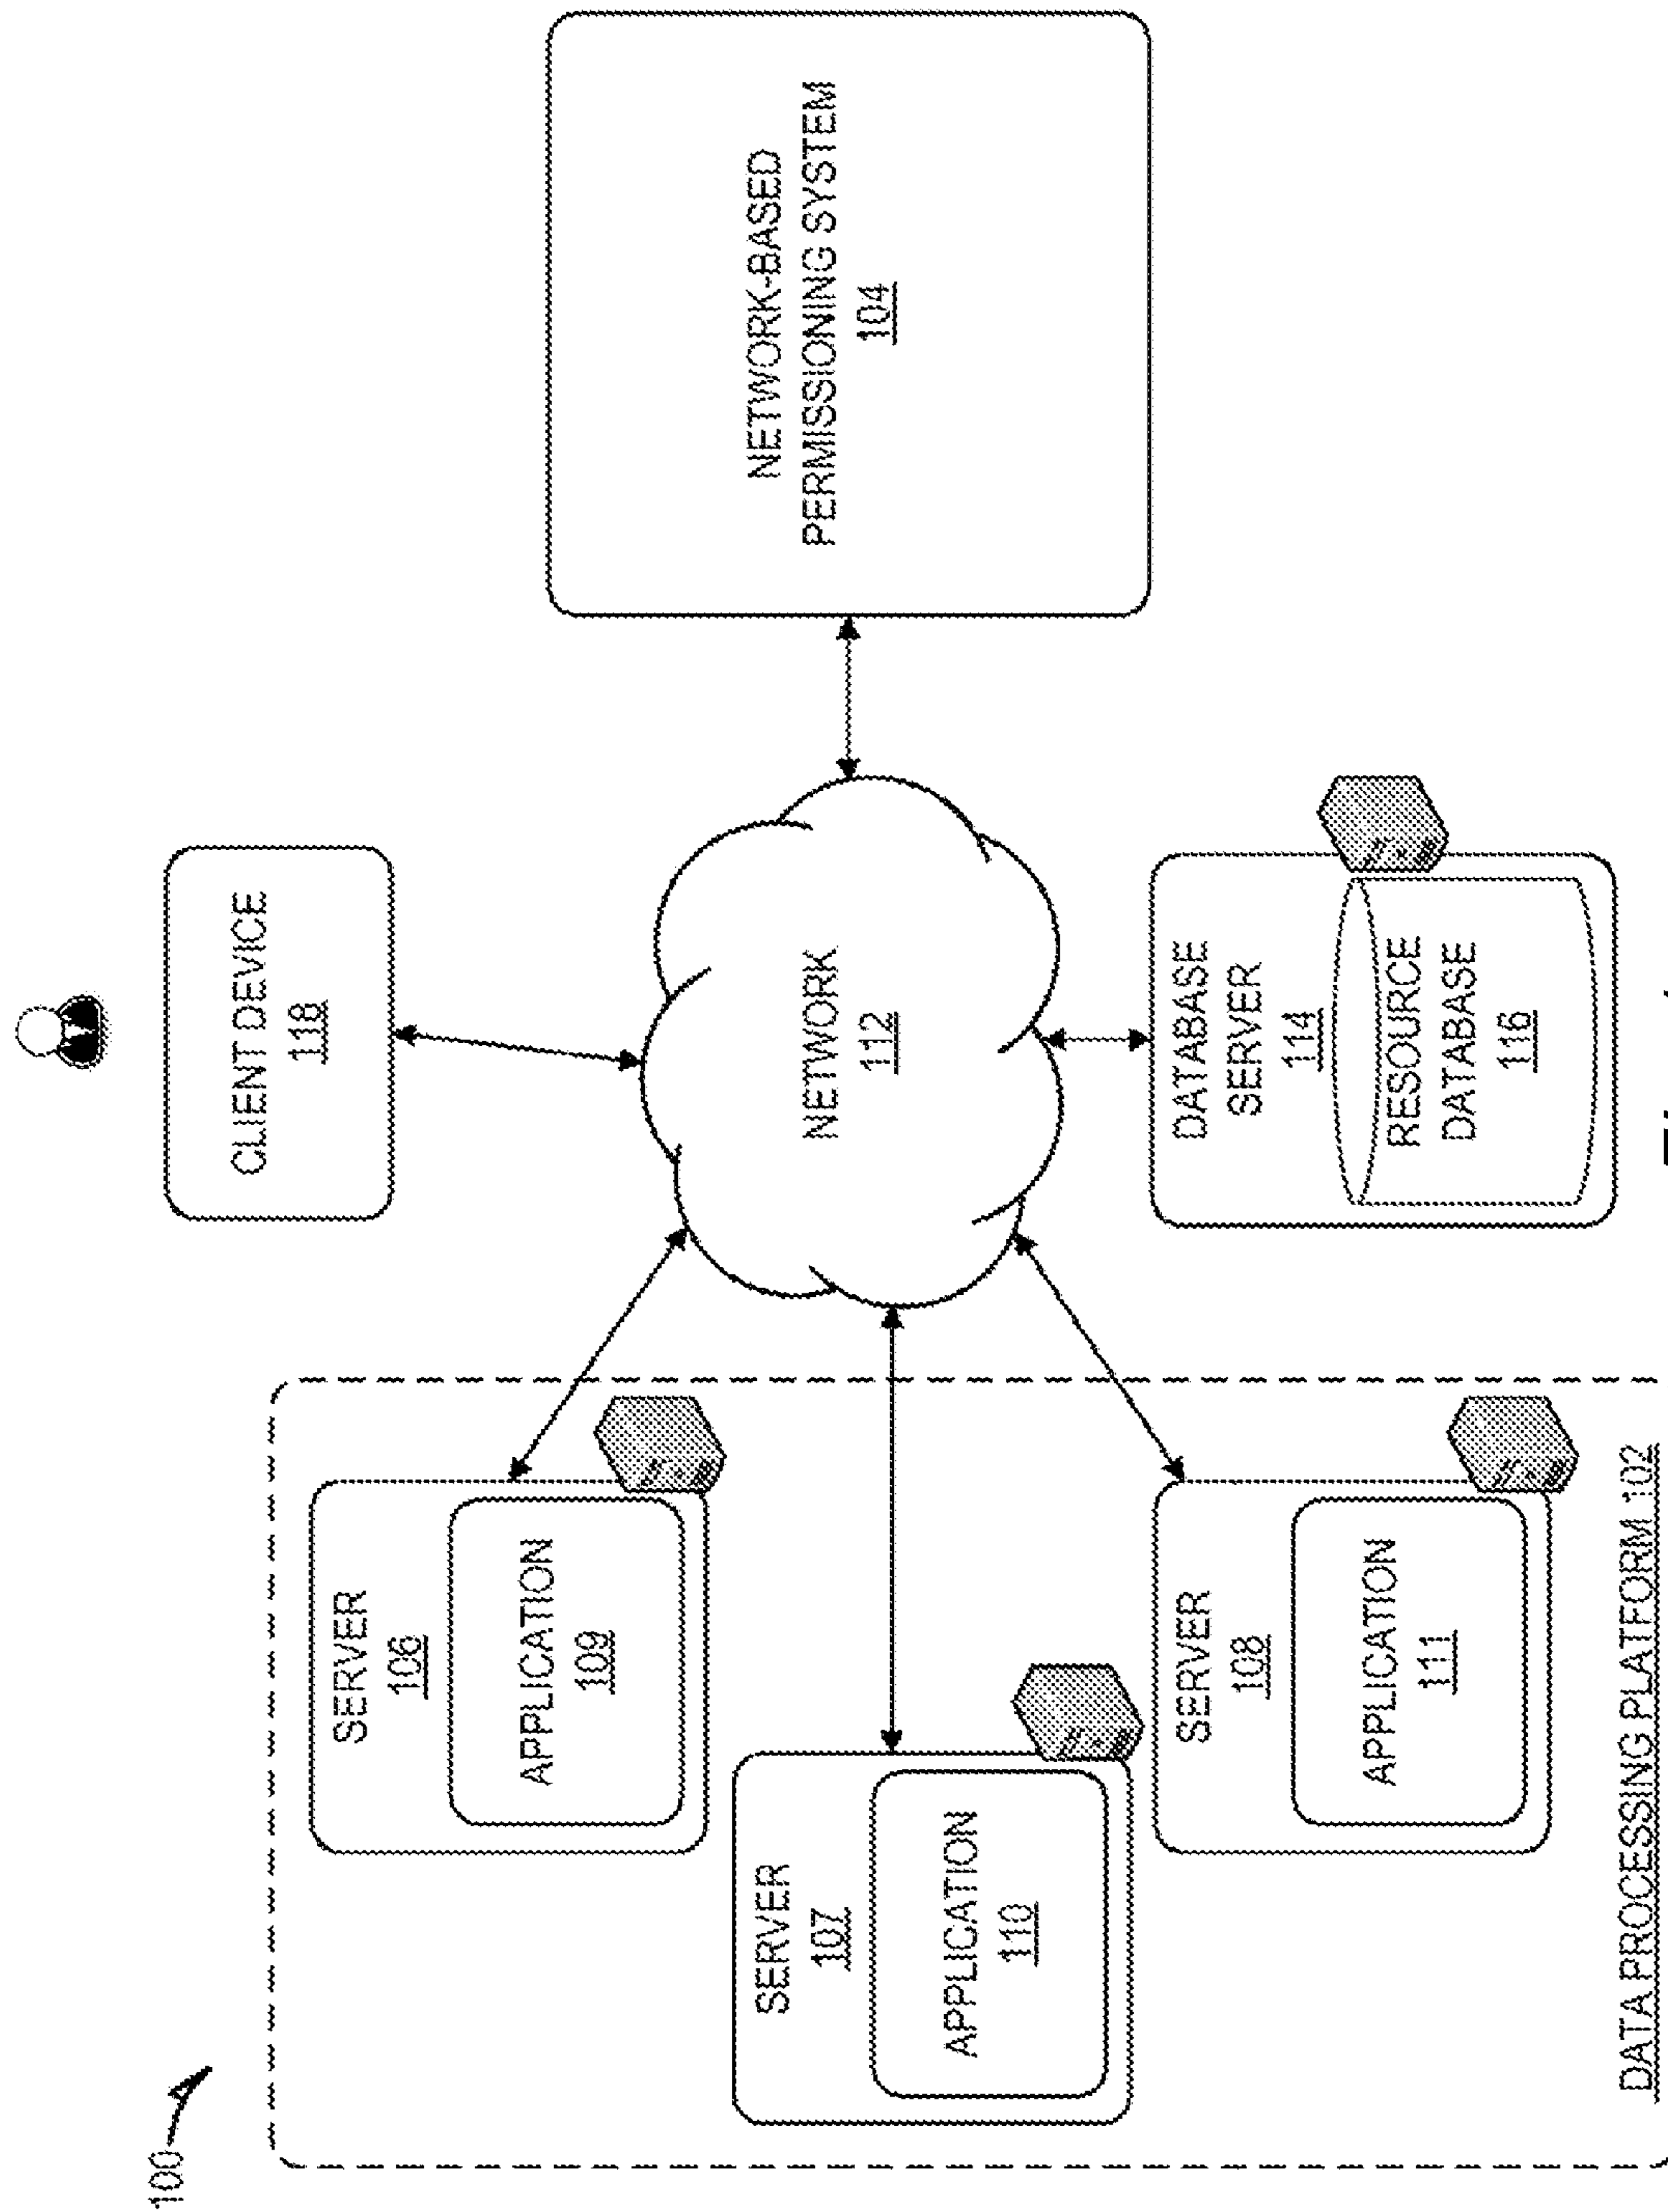 100
CLIENT DEVICE
118
SERVER
106
APPLICATION
109
SERVER
107
APPLICATION
110
SERVER
108
APPLICATION
111
DATA PROCESSING PLATFORM 102
NETWORK
112
NETWORK-BASED
PERMISSIONING SYSTEM
104
DATABASE
SERVER
114
RESOURCE
DATABASE
116